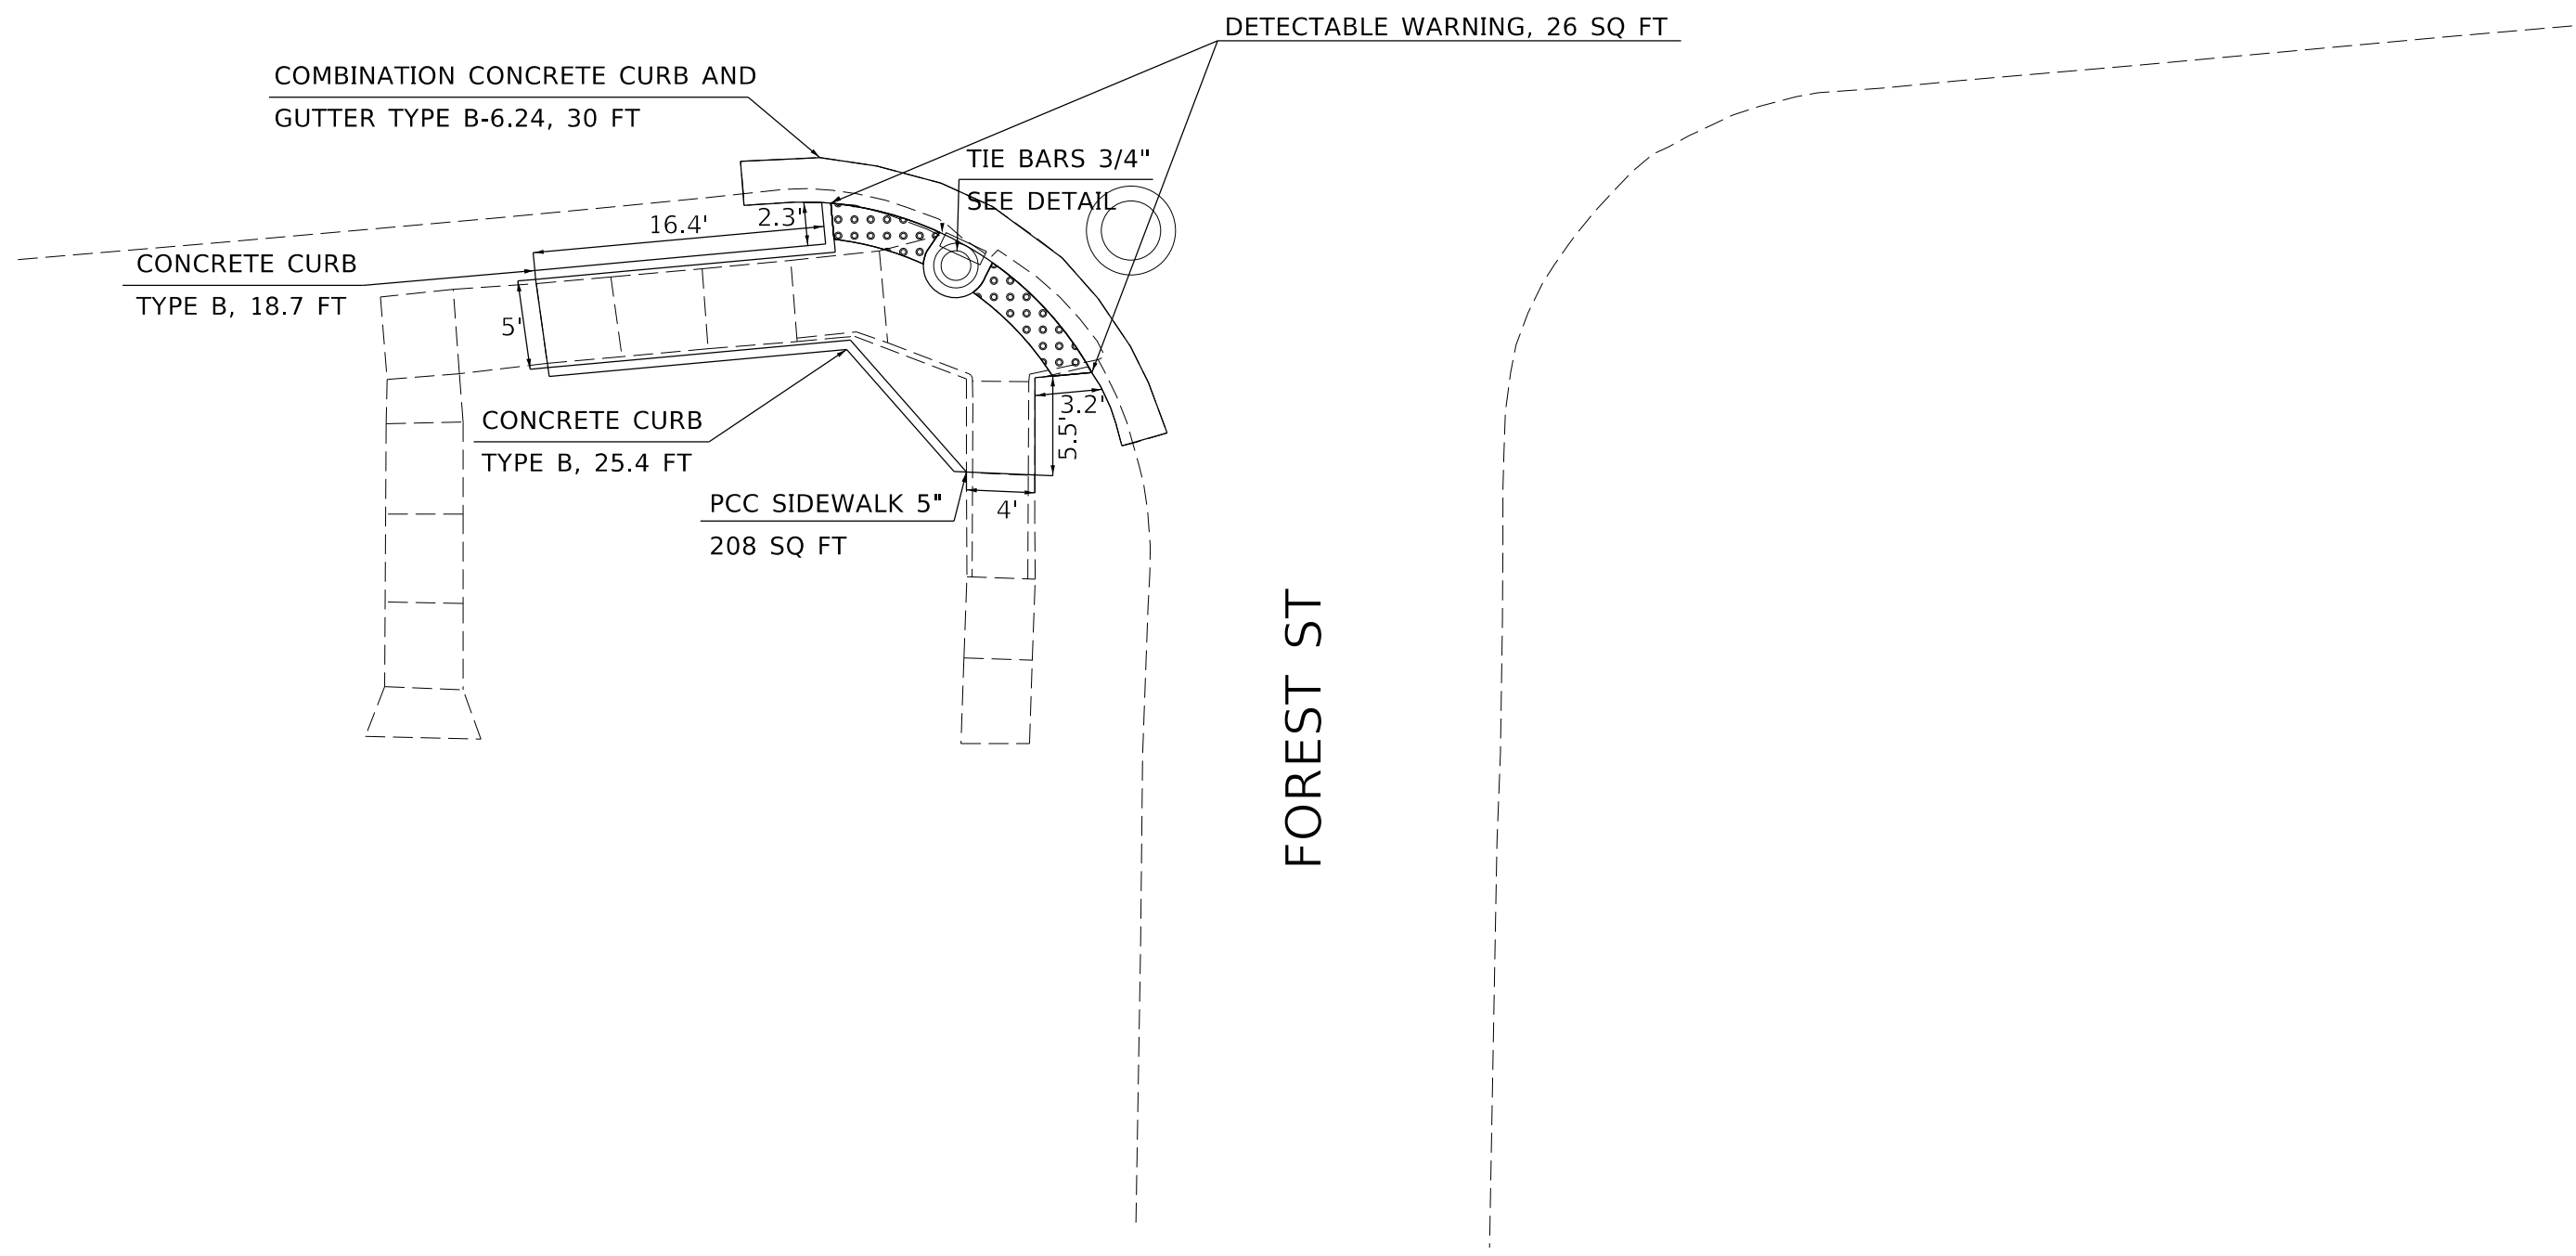 DETECTABLE WARNING, 26 SQ FT
COMBINATION CONCRETE CURB AND
GUTTER TYPE B-6.24, 30 FT
TIE BARS 3/4"
SEE DETAIL
16.4'
2.3'
CONCRETE CURB
TYPE B, 18.7 FT
5'
3.2'
5.5'
CONCRETE CURB
TYPE B, 25.4 FT
PCC SIDEWALK 5"
208 SQ FT
4'
FOREST ST